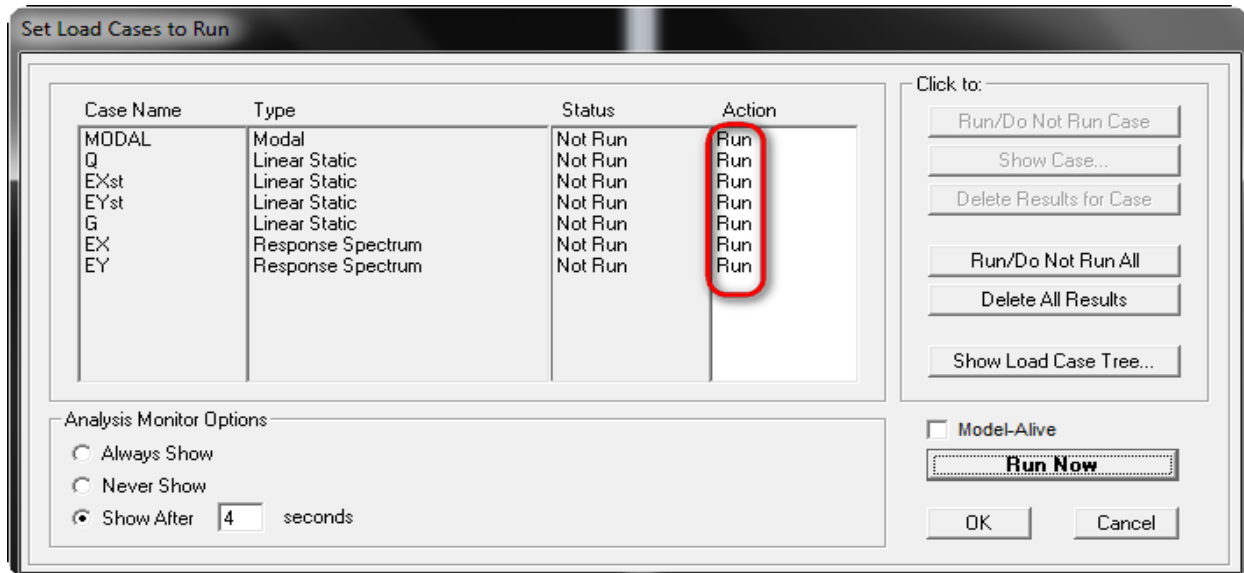 Set Load Cases to Run
Case Name Type Status Action
MODAL Modal Not Run Run
Q Linear Static Not Run Run
EXst Linear Static Not Run Run
EYst Linear Static Not Run Run
G Linear Static Not Run Run
EX Response Spectrum Not Run Run
EY Response Spectrum Not Run Run
Click to:
Run/Do Not Run Case
Show Case...
Delete Results for Case
Run/Do Not Run All
Delete All Results
Show Load Case Tree...
Analysis Monitor Options
Always Show
Never Show
Show After 4 seconds
Model-Alive
Run Now
OK Cancel